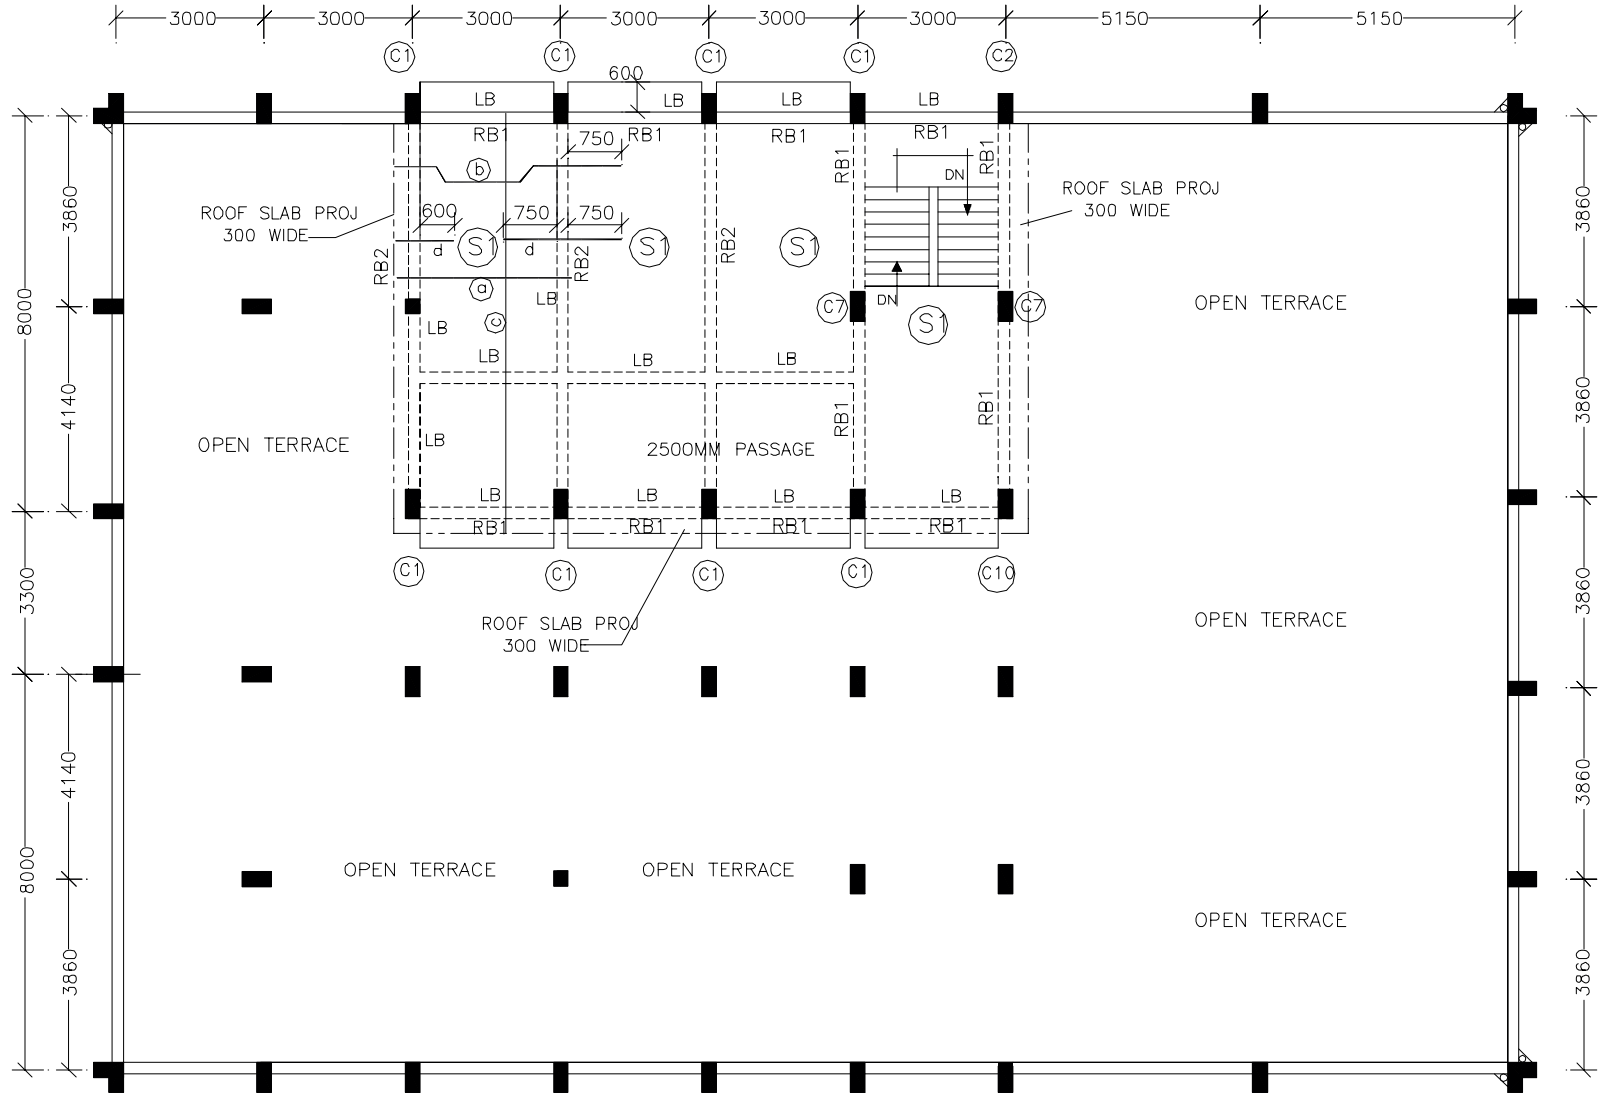 3000 3000 3000 3000 3000 3000 5150 5150
C1 C1 C1 C1 C2
600
LB LB LB LB
RB1 RB1 RB1 RB1
750
b
RB1 RB1
DN
ROOF SLAB PROJ
300 WIDE
ROOF SLAB PROJ
300 WIDE
3860 3860
600 750 750
S1 S1 S1
d d
RB2 RB2 RB2
a
LB
DN
C7 C7
OPEN TERRACE
8000
c
LB
S1
LB LB LB
4140 3860
RB1 RB1
OPEN TERRACE
LB
2500MM PASSAGE
LB LB LB LB
RB1 RB1 RB1 RB1
C1 C1 C1 C1 C10
3300 3860
ROOF SLAB PROJ
300 WIDE
OPEN TERRACE
4140 3860
8000
OPEN TERRACE OPEN TERRACE
OPEN TERRACE
3860 3860